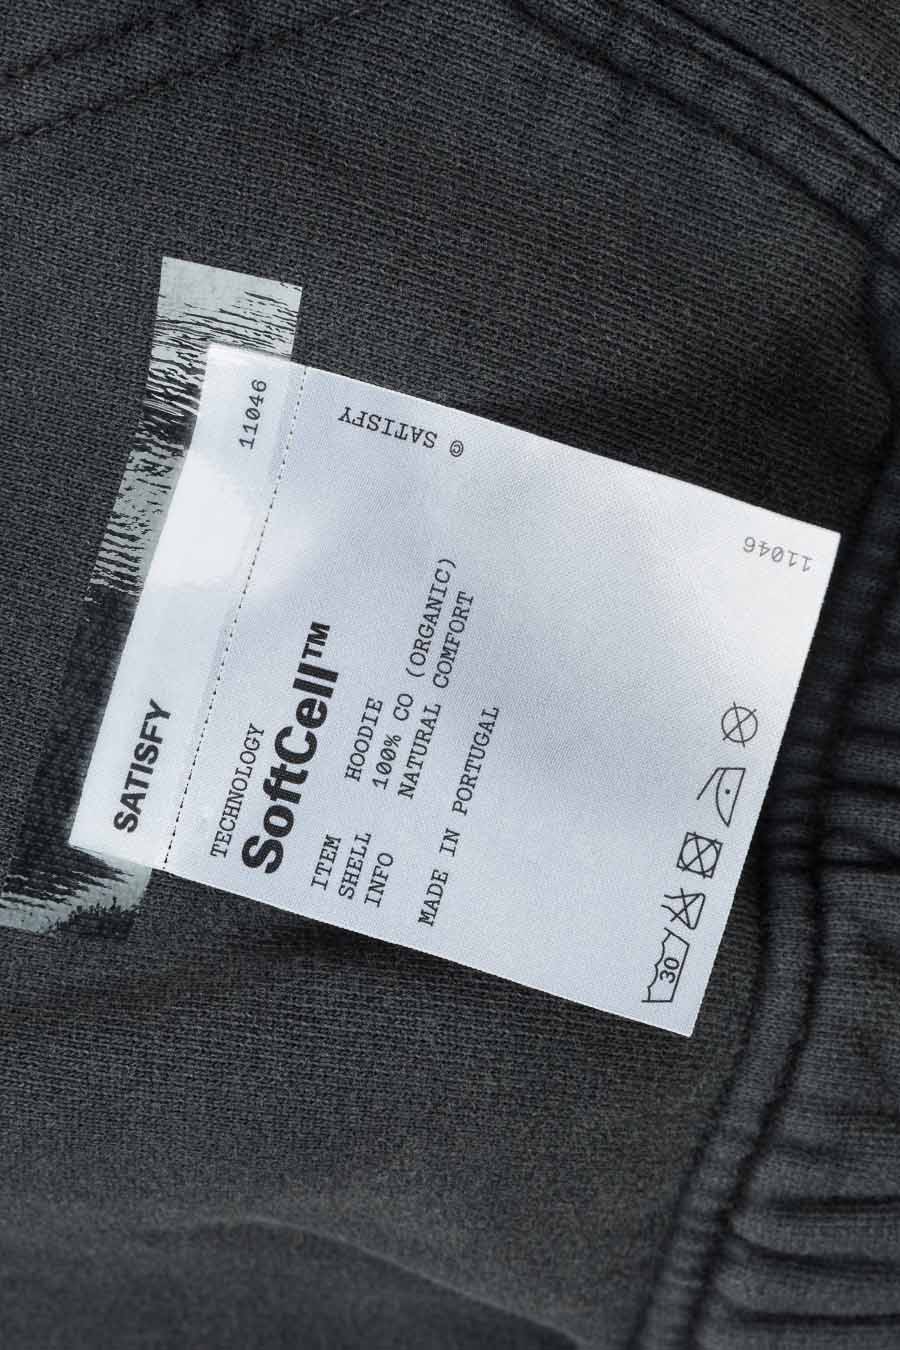 SATISFY
11046
TECHNOLOGY
SoftCell™
ITEM HOODIE
SHELL 100% CO (ORGANIC)
INFO NATURAL COMFORT
MADE IN PORTUGAL
© SATISFY
30
11046